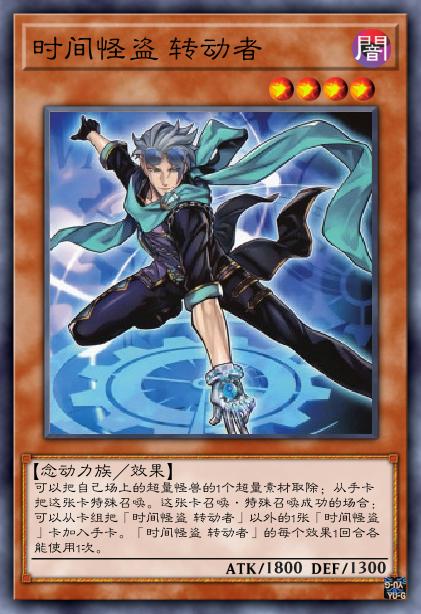 时间怪盗 转动者
闇
【念动力族／效果】
可以把自己场上的超量怪兽的1个超量素材取除；从手卡
把这张卡特殊召唤。这张卡召唤·特殊召唤成功的场合；
可以从卡组把「时间怪盗 转动者」以外的1张「时间怪盗
」卡加入手卡。「时间怪盗 转动者」的每个效果1回合各
能使用1次。
ATK/1800 DEF/1300
YU-G